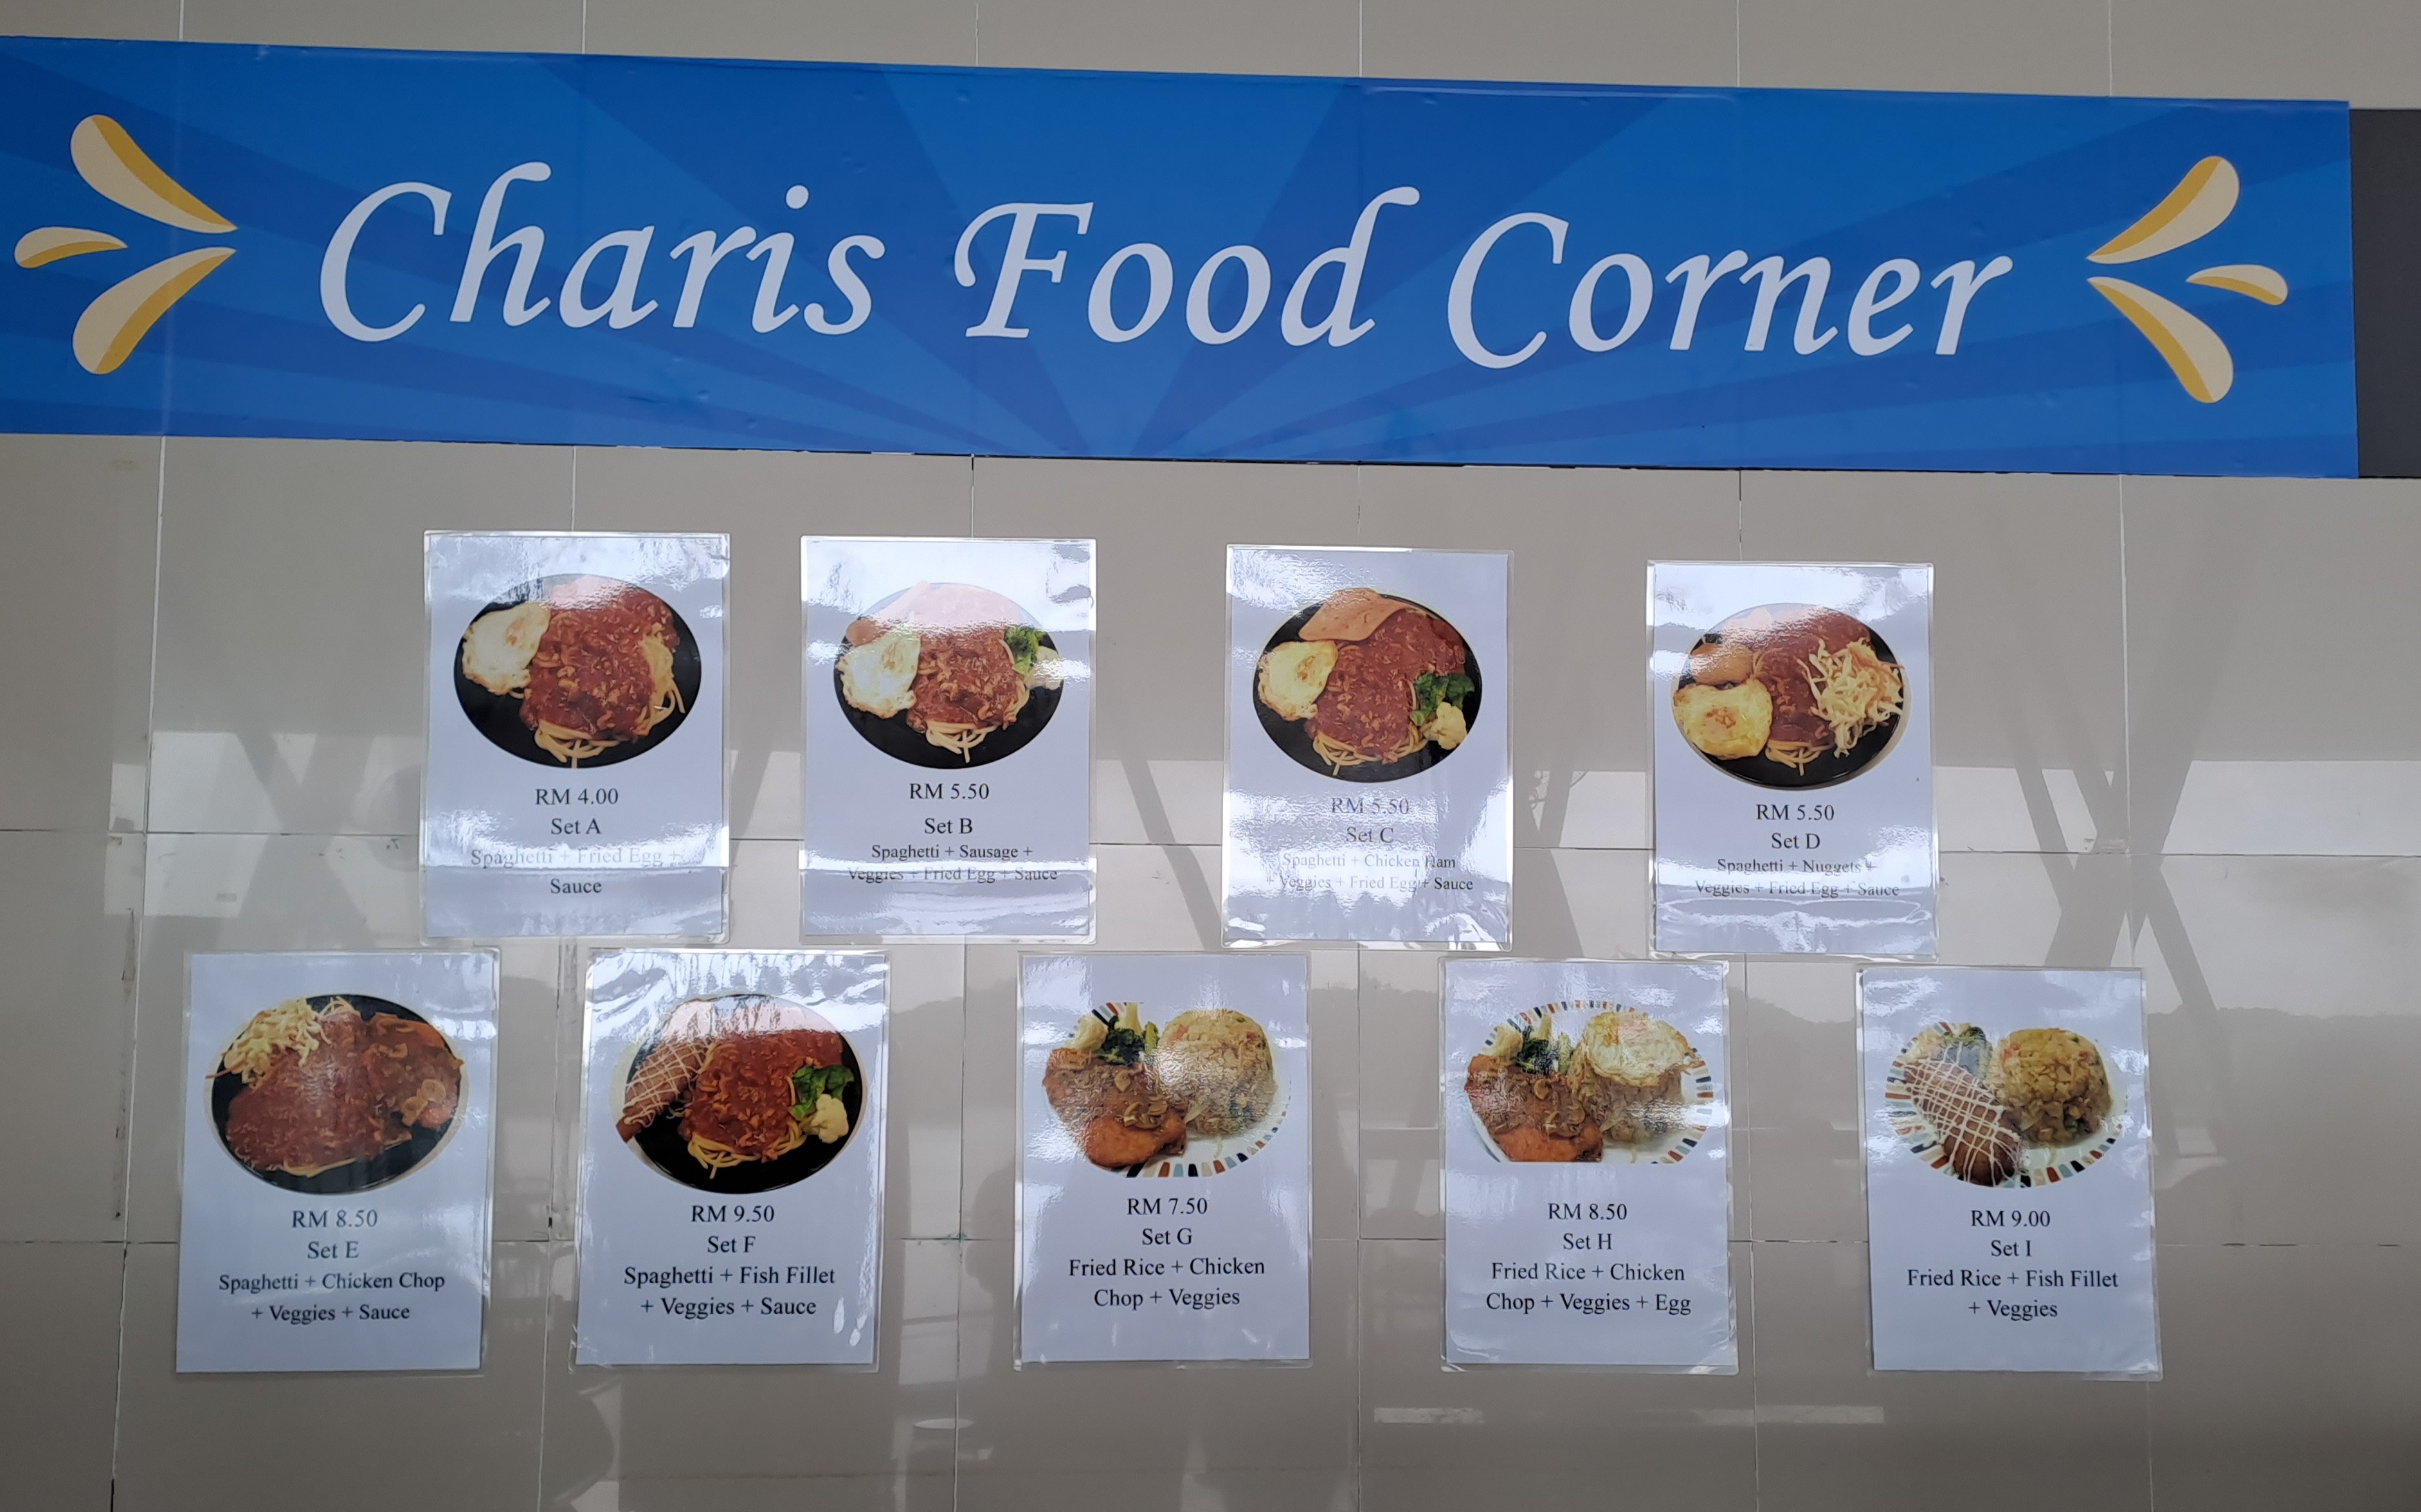 Charis Food Corner
RM 4.00
Set A
Spaghetti + Fried Egg +
Sauce
RM 5.50
Set B
Spaghetti + Sausage +
Veggies + Fried Egg + Sauce
RM 5.50
Set C
Spaghetti + Chicken Ham
+ Veggies + Fried Egg + Sauce
RM 5.50
Set D
Spaghetti + Nuggets +
Veggies + Fried Egg + Sauce
RM 8.50
Set E
Spaghetti + Chicken Chop
+ Veggies + Sauce
RM 9.50
Set F
Spaghetti + Fish Fillet
+ Veggies + Sauce
RM 7.50
Set G
Fried Rice + Chicken
Chop + Veggies
RM 8.50
Set H
Fried Rice + Chicken
Chop + Veggies + Egg
RM 9.00
Set I
Fried Rice + Fish Fillet
+ Veggies